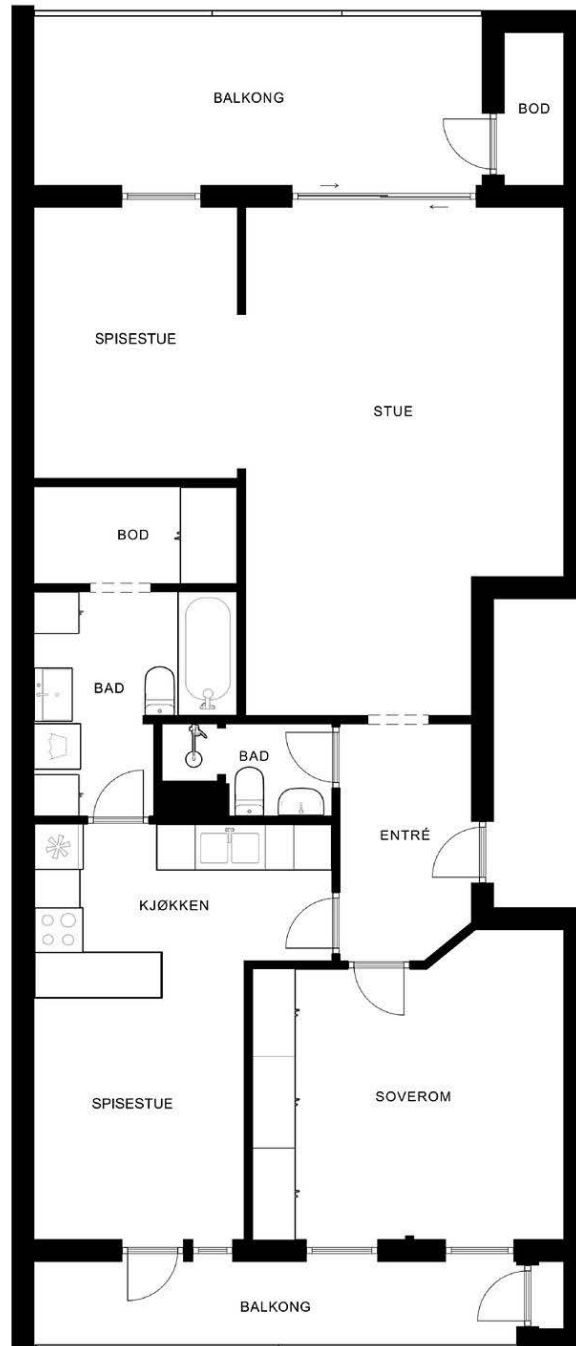 BALKONG
BOD
SPISESTUE
STUE
BOD
BAD
BAD
ENTRÉ
KJØKKEN
SPISESTUE
SOVEROM
BALKONG